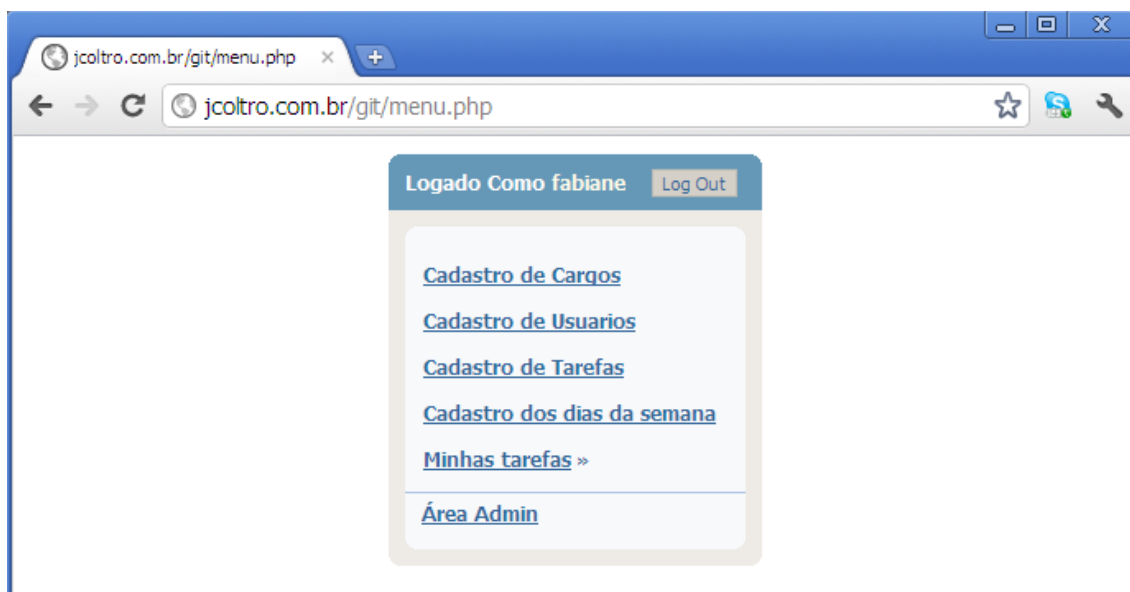 jcoltro.com.br/git/menu.php
jcoltro.com.br/git/menu.php
Logado Como fabiane Log Out
Cadastro de Cargos
Cadastro de Usuarios
Cadastro de Tarefas
Cadastro dos dias da semana
Minhas tarefas »
Área Admin